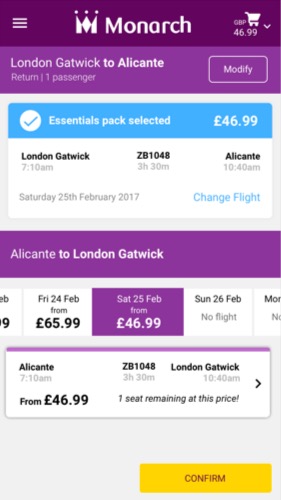 Monarch
GBP
46.99
London Gatwick to Alicante
Return | 1 passenger
Modify
Essentials pack selected £46.99
London Gatwick ZB1048 Alicante
7:10am 3h 30m 10:40am
Saturday 25th February 2017 Change Flight
Alicante to London Gatwick
eb Fri 24 Feb Sat 25 Feb Sun 26 Feb Mon
from from No flight
9 £65.99 £46.99
Alicante ZB1048 London Gatwick
7:10am 3h 30m 10:40am
From £46.99 1 seat remaining at this price!
CONFIRM